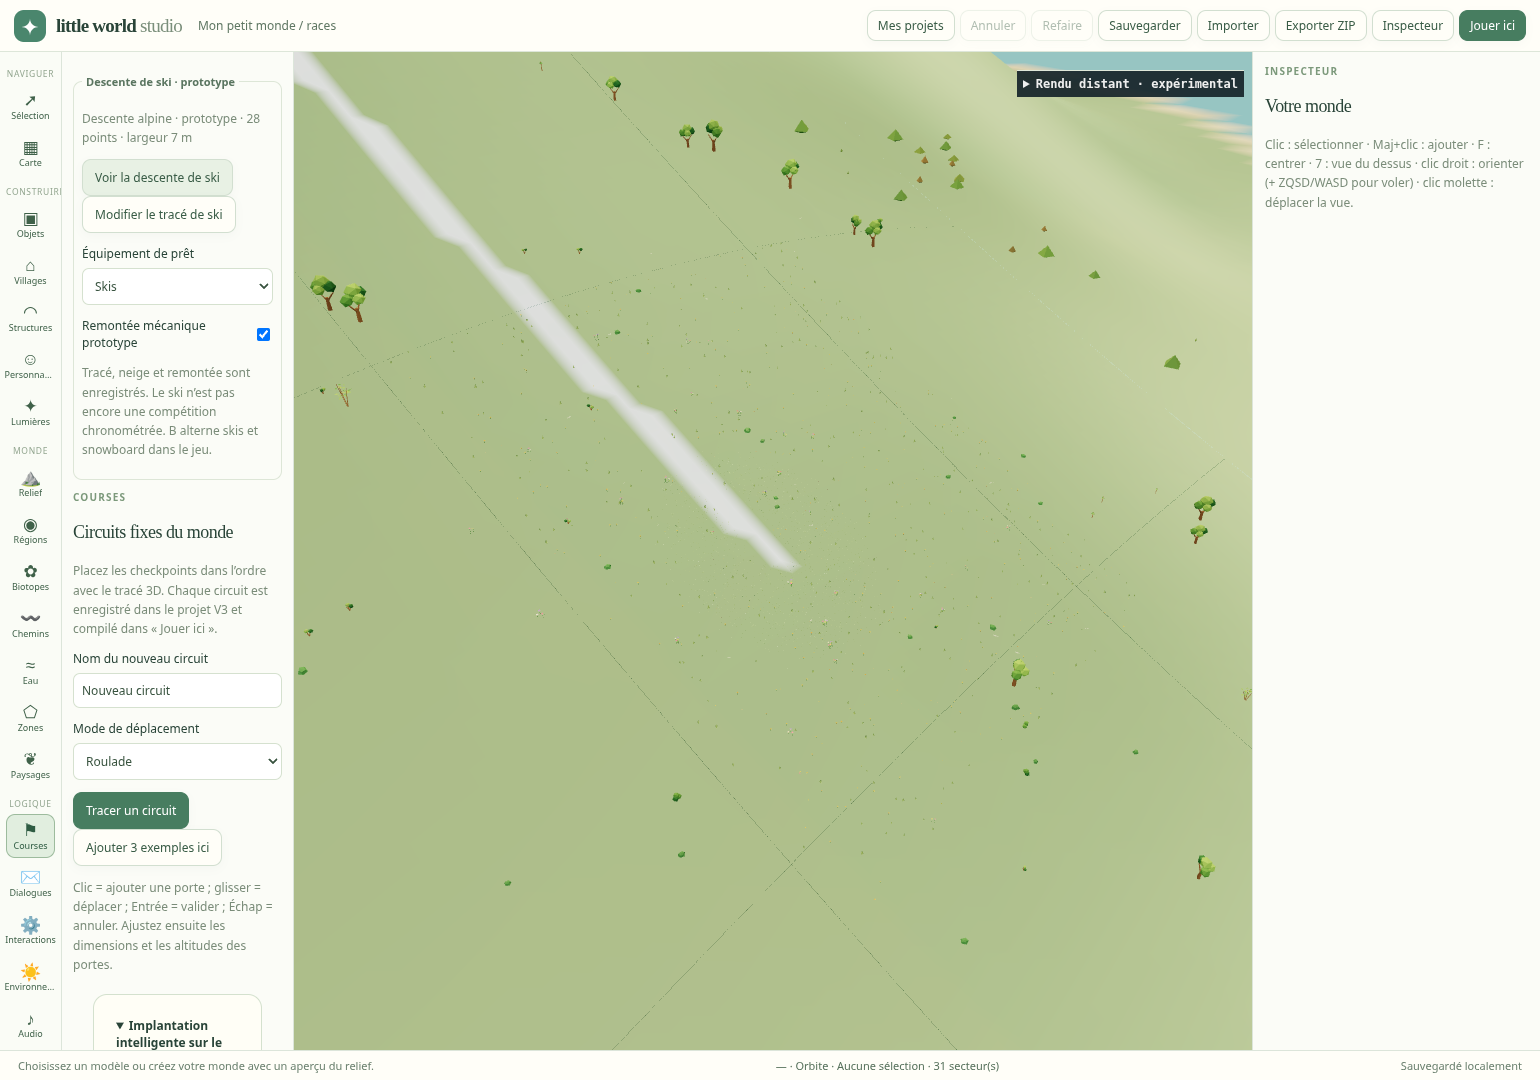 little world studio
Mon petit monde / races
Mes projets
Annuler
Refaire
Sauvegarder
Importer
Exporter ZIP
Inspecteur
Jouer ici
NAVIGUER
Sélection
Carte
CONSTRUIR
Objets
Villages
Structures
Personna...
Lumières
MONDE
Relief
Régions
Biotopes
Chemins
Eau
Zones
Paysages
LOGIQUE
Courses
Dialogues
Interactions
Environne...
Audio
Descente de ski · prototype
Descente alpine · prototype · 28
points · largeur 7 m
Voir la descente de ski
Modifier le tracé de ski
Équipement de prêt
Skis
Remontée mécanique
prototype
Tracé, neige et remontée sont
enregistrés. Le ski n’est pas
encore une compétition
chronométrée. B alterne skis et
snowboard dans le jeu.
COURSES
Circuits fixes du monde
Placez les checkpoints dans l’ordre
avec le tracé 3D. Chaque circuit est
enregistré dans le projet V3 et
compilé dans « Jouer ici ».
Nom du nouveau circuit
Nouveau circuit
Mode de déplacement
Roulade
Tracer un circuit
Ajouter 3 exemples ici
Clic = ajouter une porte ; glisser =
déplacer ; Entrée = valider ; Échap =
annuler. Ajustez ensuite les
dimensions et les altitudes des
portes.
▼ Implantation
intelligente sur le
▶ Rendu distant · expérimental
INSPECTEUR
Votre monde
Clic : sélectionner · Maj+clic : ajouter · F :
centrer · 7 : vue du dessus · clic droit : orienter
(+ ZQSD/WASD pour voler) · clic molette :
déplacer la vue.
Choisissez un modèle ou créez votre monde avec un aperçu du relief.
— · Orbite · Aucune sélection · 31 secteur(s)
Sauvegardé localement